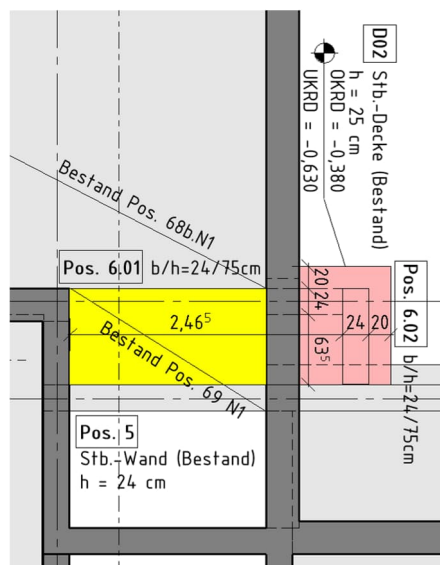 D02 Stb.-Decke (Bestand)
h = 25 cm
OKRD = -0,380
UKRD = -0,630
Bestand Pos. 68b.N1
Pos. 6.01 b/h=24/75cm
20
24
63⁵
24 20
Pos. 6.02 b/h=24/75cm
2,46⁵
Bestand Pos. 69 N1
Pos. 5
Stb.-Wand (Bestand)
h = 24 cm